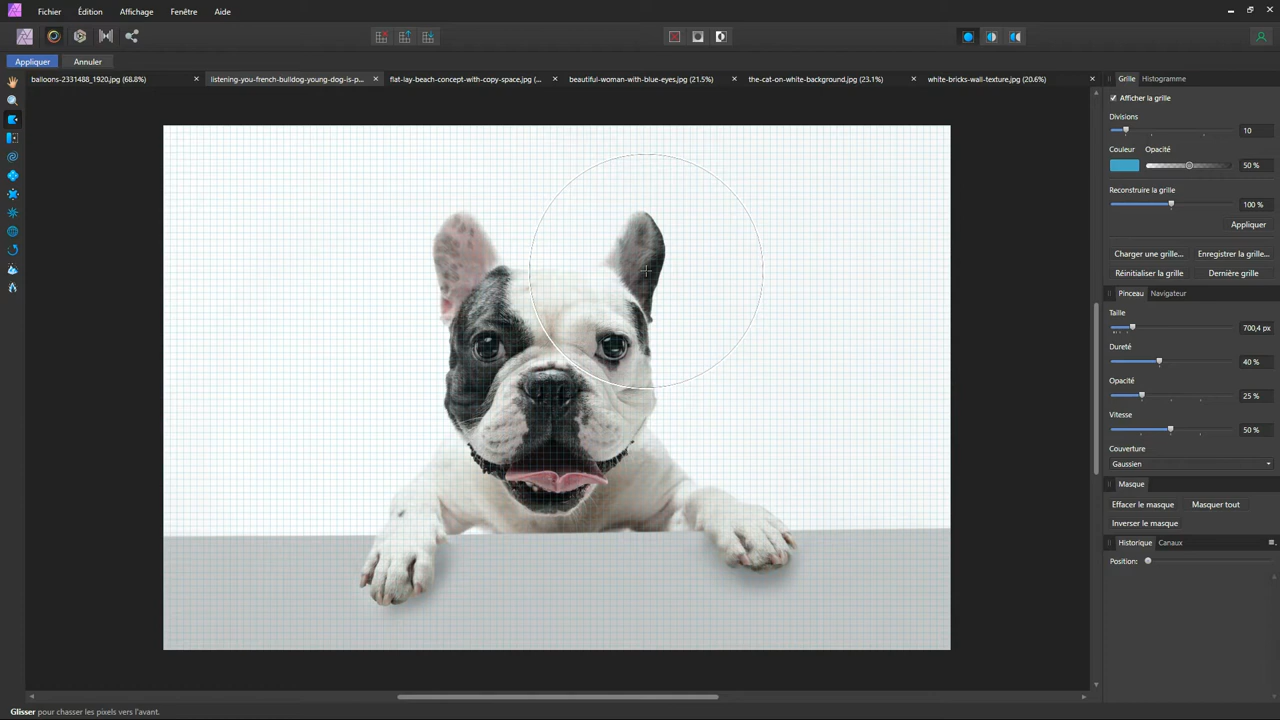 Fichier Édition Affichage Fenêtre Aide
Appliquer Annuler
balloons-2331488_1920.jpg (68.8%) listening-you-french-bulldog-young-dog-is-p... flat-lay-beach-concept-with-copy-space.jpg (... beautiful-woman-with-blue-eyes.jpg (21.5%) the-cat-on-white-background.jpg (23.1%) white-bricks-wall-texture.jpg (20.6%)
Grille Histogramme
Afficher la grille
Divisions
10
Couleur Opacité
50 %
Reconstruire la grille
100 %
Appliquer
Charger une grille... Enregistrer la grille...
Réinitialiser la grille Dernière grille
Pinceau Navigateur
Taille
700,4 px
Dureté
40 %
Opacité
25 %
Vitesse
50 %
Couverture
Gaussien
Masque
Effacer le masque Masquer tout
Inverser le masque
Historique Canaux
Position:
Glisser pour chasser les pixels vers l'avant.